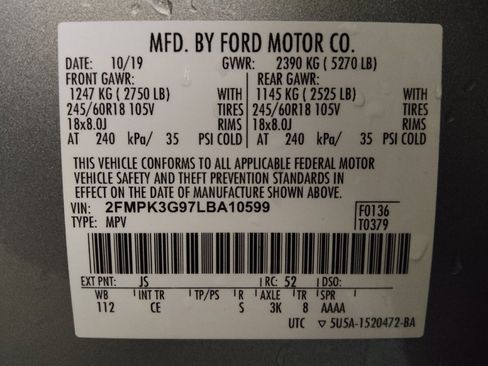 MFD. BY FORD MOTOR CO.
DATE: 10/19 GVWR: 2390 KG (5270 LB)
FRONT GAWR: REAR GAWR:
1247 KG (2750 LB) WITH 1145 KG (2525 LB) WITH
245/60R18 105V TIRES 245/60R18 105V TIRES
18x8.0J RIMS 18x8.0J RIMS
AT 240 kPa/ 35 PSI COLD AT 240 kPa/ 35 PSI COLD
THIS VEHICLE CONFORMS TO ALL APPLICABLE FEDERAL MOTOR
VEHICLE SAFETY AND THEFT PREVENTION STANDARDS IN
EFFECT ON THE DATE OF MANUFACTURE SHOWN ABOVE.
VIN: 2FMPK3G97LBA10599 F0136
TYPE: MPV T0379
EXT PNT: JS RC: 52 DSO:
WB INT TR TP/PS R AXLE TR SPR
112 CE S 3K 8 AAAA
UTC ▽ 5U5A-1520472-BA